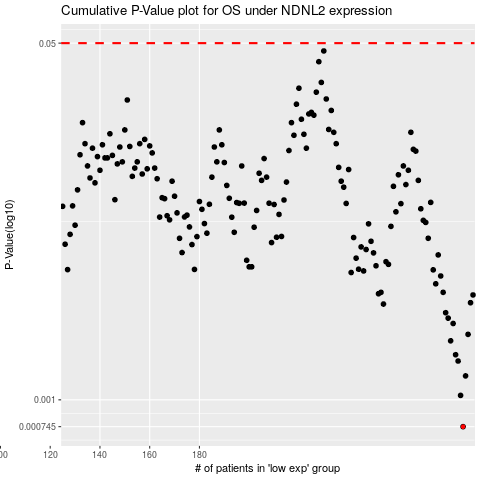 Cumulative P-Value plot for OS under NDNL2 expression
0.05
P-Value(log10)
0.001
0.000745
00 120 140 160 180
# of patients in 'low exp' group